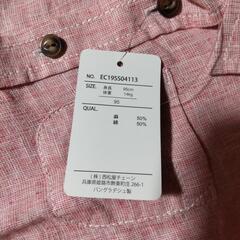 NO. EC19SS04113
SIZE. 身長 95cm
体重 14kg
95
QUAL.
麻 50%
綿 50%
(株)西松屋チェーン
兵庫県姫路市飾東町庄 266-1
バングラデシュ製